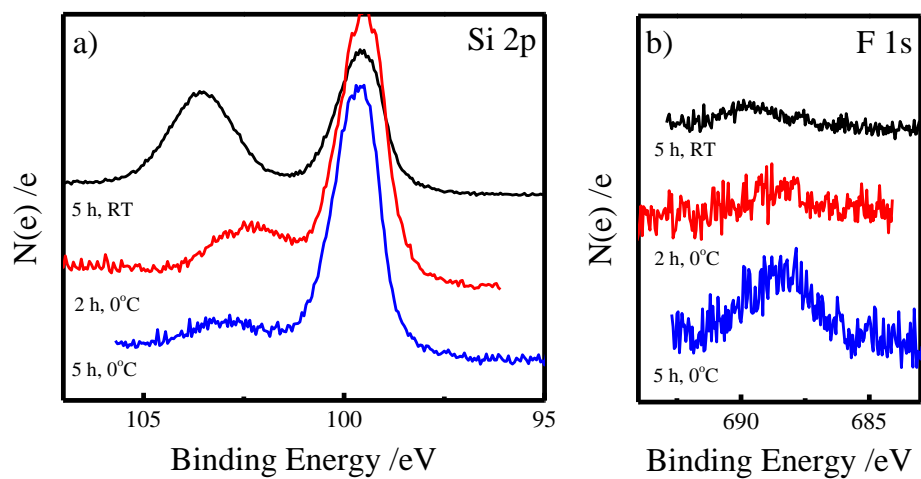 a)
Si 2p
N(e) /e
5 h, RT
2 h, 0°C
5 h, 0°C
105
100
95
Binding Energy /eV
b)
F 1s
N(e) /e
5 h, RT
2 h, 0°C
5 h, 0°C
690
685
Binding Energy /eV